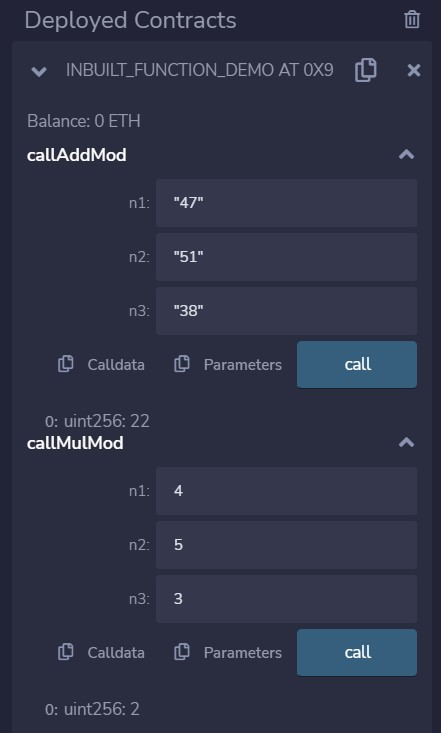 Deployed Contracts
INBUILT_FUNCTION_DEMO AT 0X9
Balance: 0 ETH
callAddMod
n1: "47"
n2: "51"
n3: "38"
Calldata Parameters call
0: uint256: 22
callMulMod
n1: 4
n2: 5
n3: 3
Calldata Parameters call
0: uint256: 2